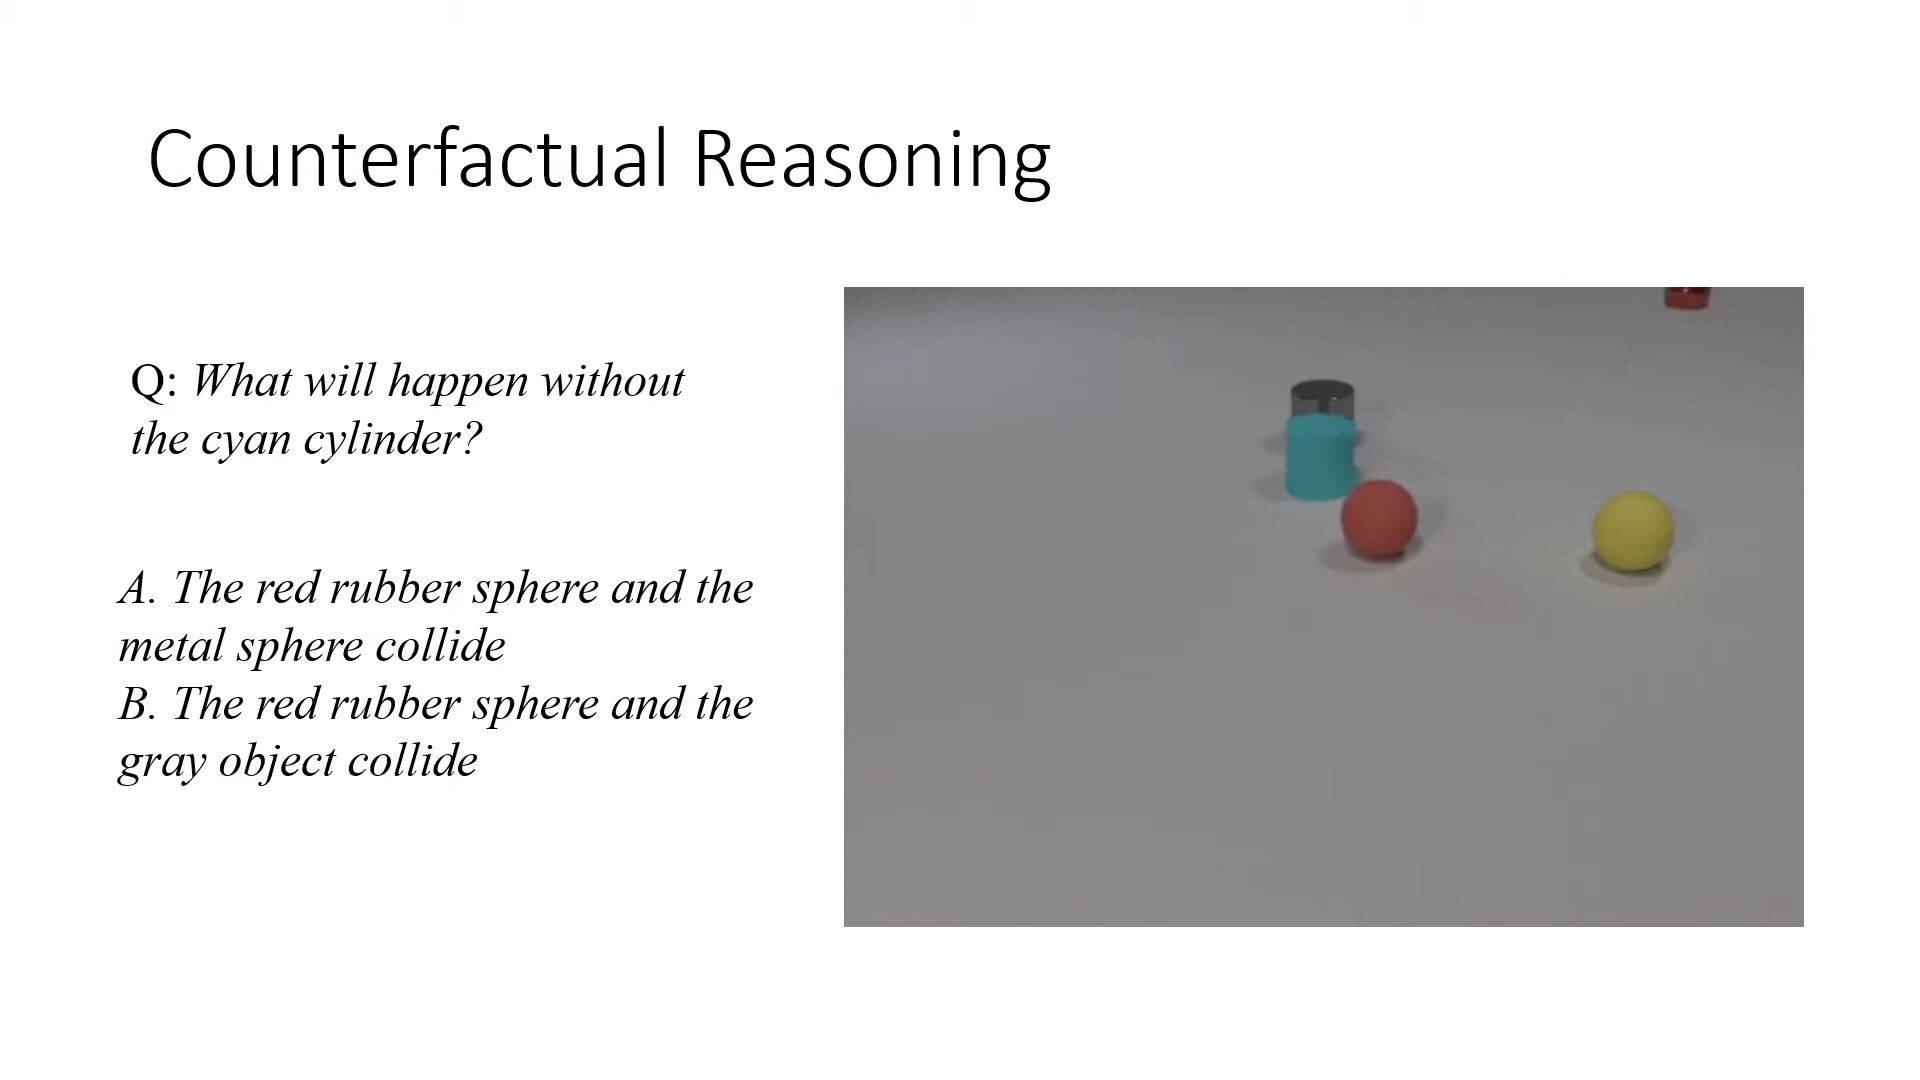 Counterfactual Reasoning
Q: What will happen without
the cyan cylinder?
A. The red rubber sphere and the
metal sphere collide
B. The red rubber sphere and the
gray object collide